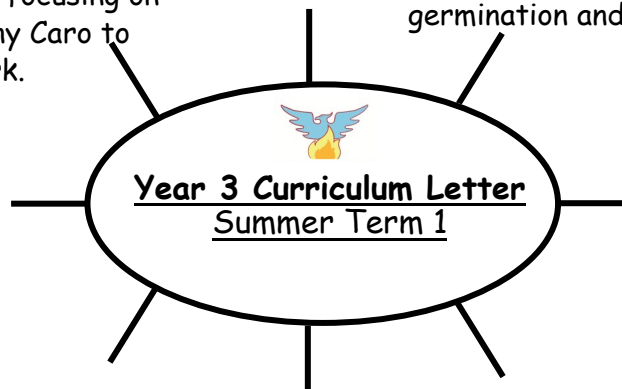 focusing on
ny Caro to
k.
germination and
Year 3 Curriculum Letter
Summer Term 1